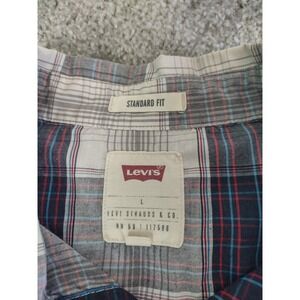 STANDARD FIT
LEVI'S
L
LEVI STRAUSS & CO.